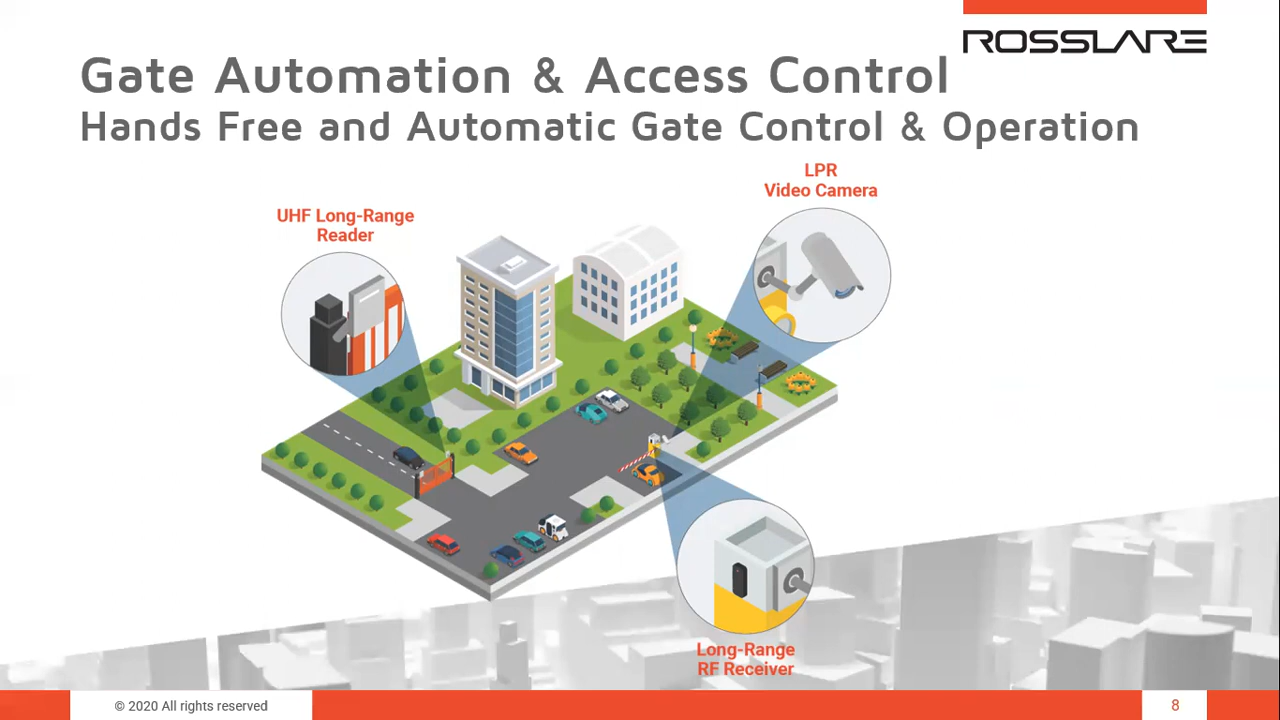 ROSSLARE
Gate Automation & Access Control
Hands Free and Automatic Gate Control & Operation
LPR
Video Camera
UHF Long-Range
Reader
Long-Range
RF Receiver
© 2020 All rights reserved
8